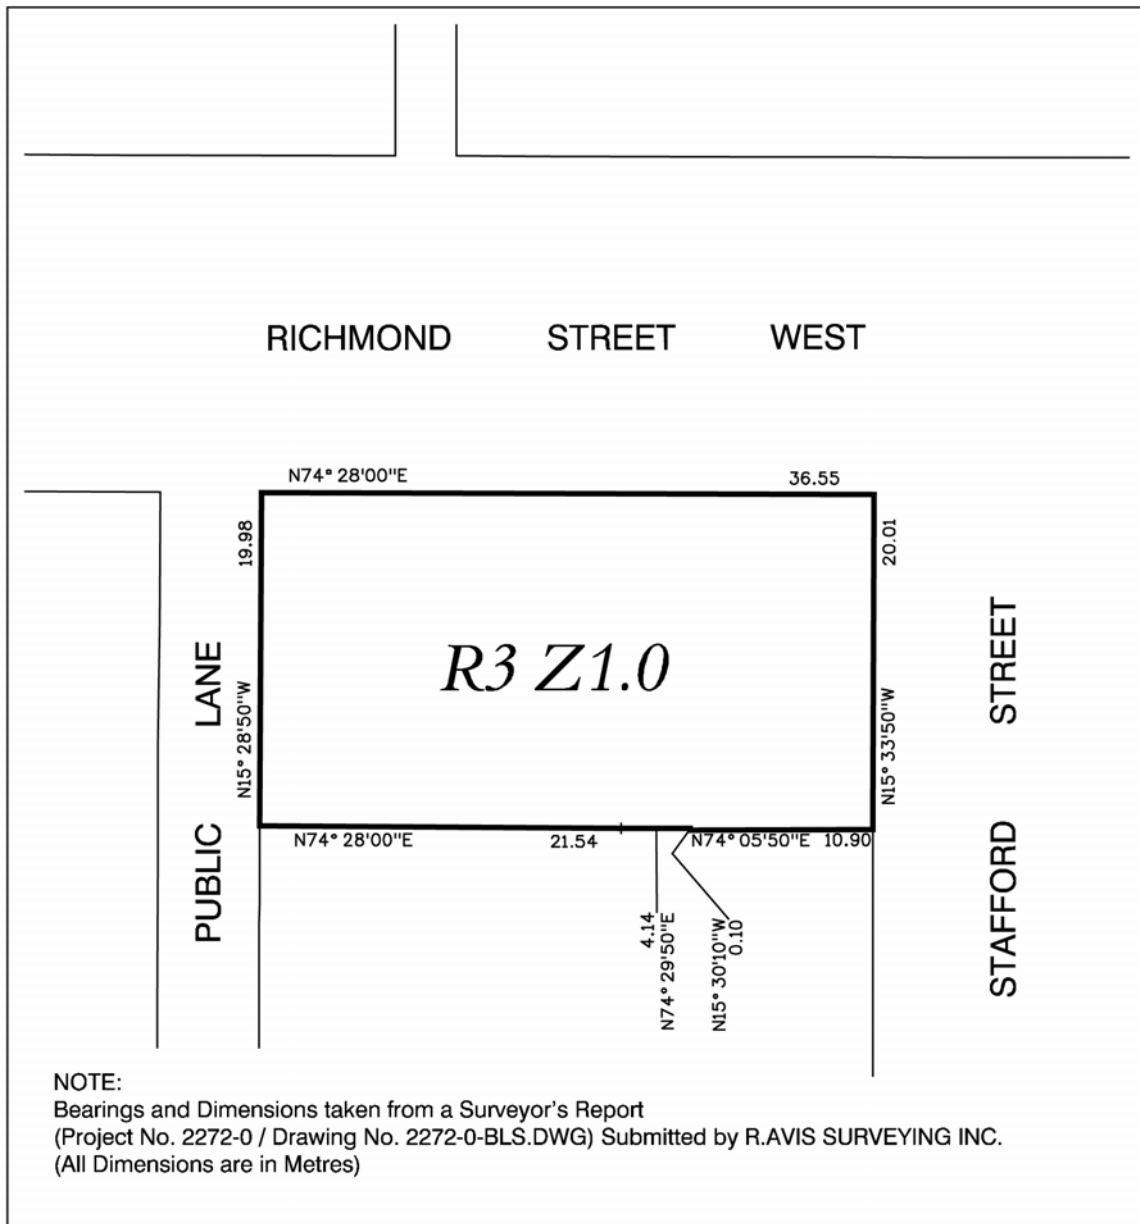 RICHMOND STREET WEST
N74° 28'00"E
36.55
19.98
20.01
R3 Z1.0
PUBLIC LANE
N15° 28'50"W
N15° 33'50"W
STAFFORD STREET
N74° 28'00"E
21.54
N74° 05'50"E
10.90
4.14
N74° 29'50"E
N15° 30'10"W
0.10
NOTE:
Bearings and Dimensions taken from a Surveyor's Report
(Project No. 2272-0 / Drawing No. 2272-0-BLS.DWG) Submitted by R.AVIS SURVEYING INC.
(All Dimensions are in Metres)